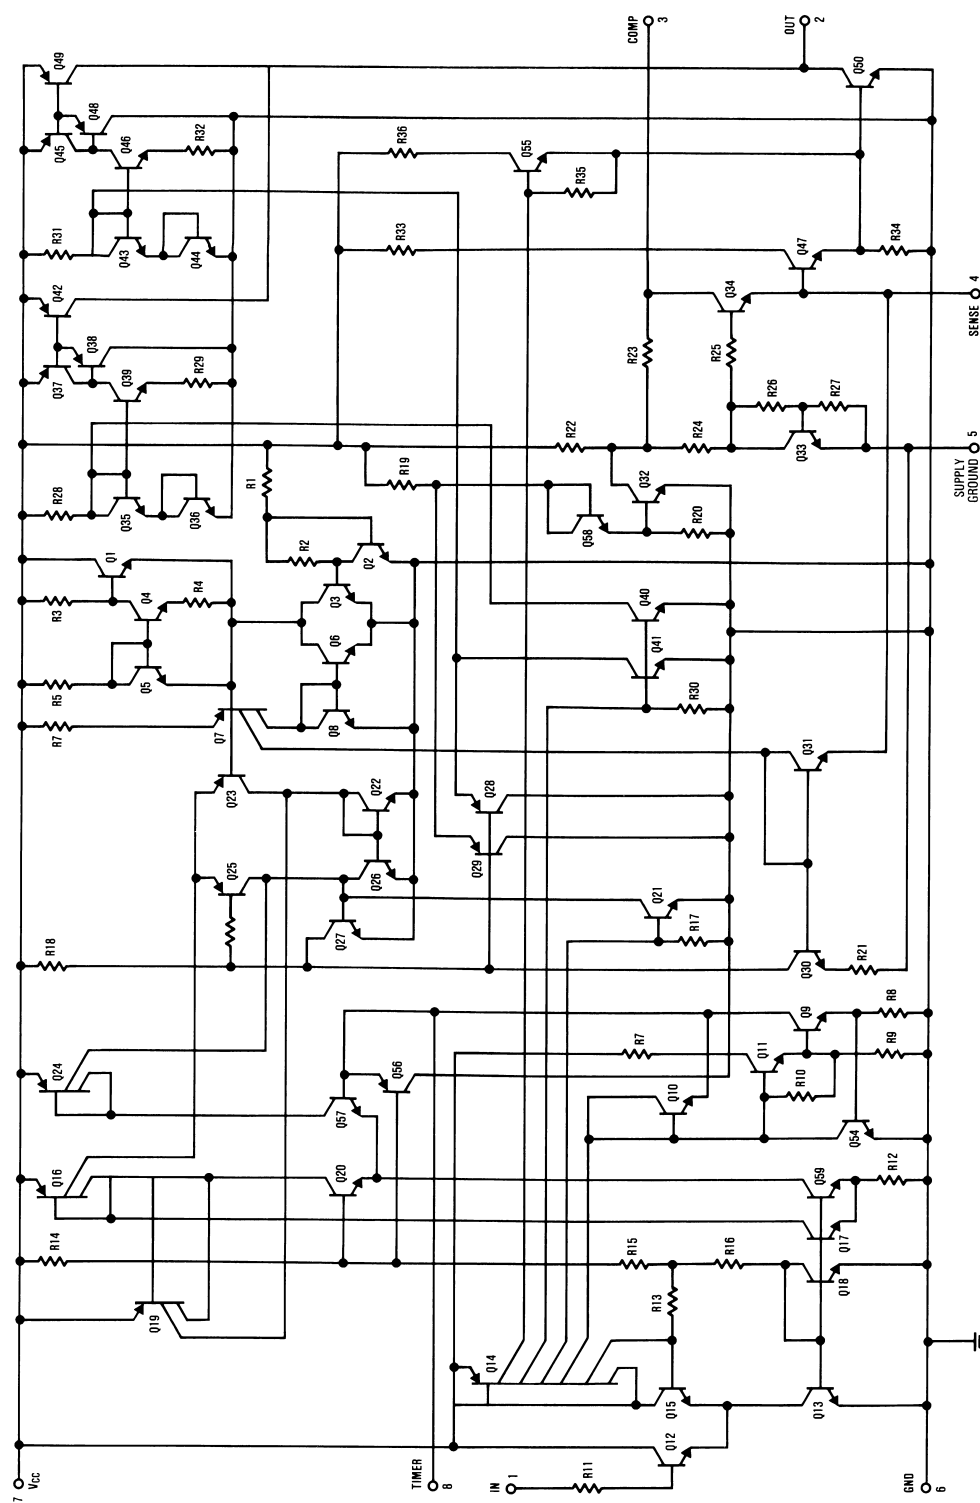 7
VCC
R14
R18
R7
R5
R3
R28
Q37
Q42
R31
Q45
Q49
Q16
Q24
Q1
Q38
Q48
Q19
Q5
Q4
Q35
Q39
Q43
Q46
Q23
Q7
R4
Q36
R29
Q44
R32
Q25
R1
R2
Q20
Q57
Q27
Q26
Q22
Q8
Q6
Q3
Q2
Q56
R19
R36
R33
TIMER
8
Q14
Q29
Q28
IN
1
Q55
R11
R35
Q58
R22
R15
R7
Q40
Q41
Q32
R23
COMP
3
R13
Q15
Q10
Q21
R17
R30
R20
R24
R25
Q34
R16
Q12
Q11
R10
Q31
Q33
R26
Q47
OUT
2
Q13
Q18
Q17
Q59
Q54
Q9
Q30
R21
R27
Q50
R12
R9
R8
R34
GND
6
SUPPLY
GROUND
5
SENSE
4